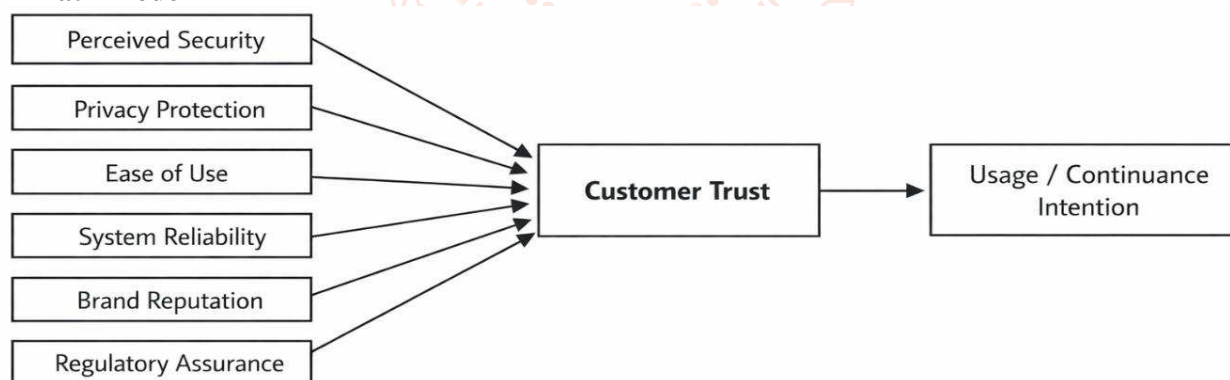 Perceived Security
Privacy Protection
Ease of Use
System Reliability
Brand Reputation
Regulatory Assurance
Customer Trust
Usage / Continuance
Intention